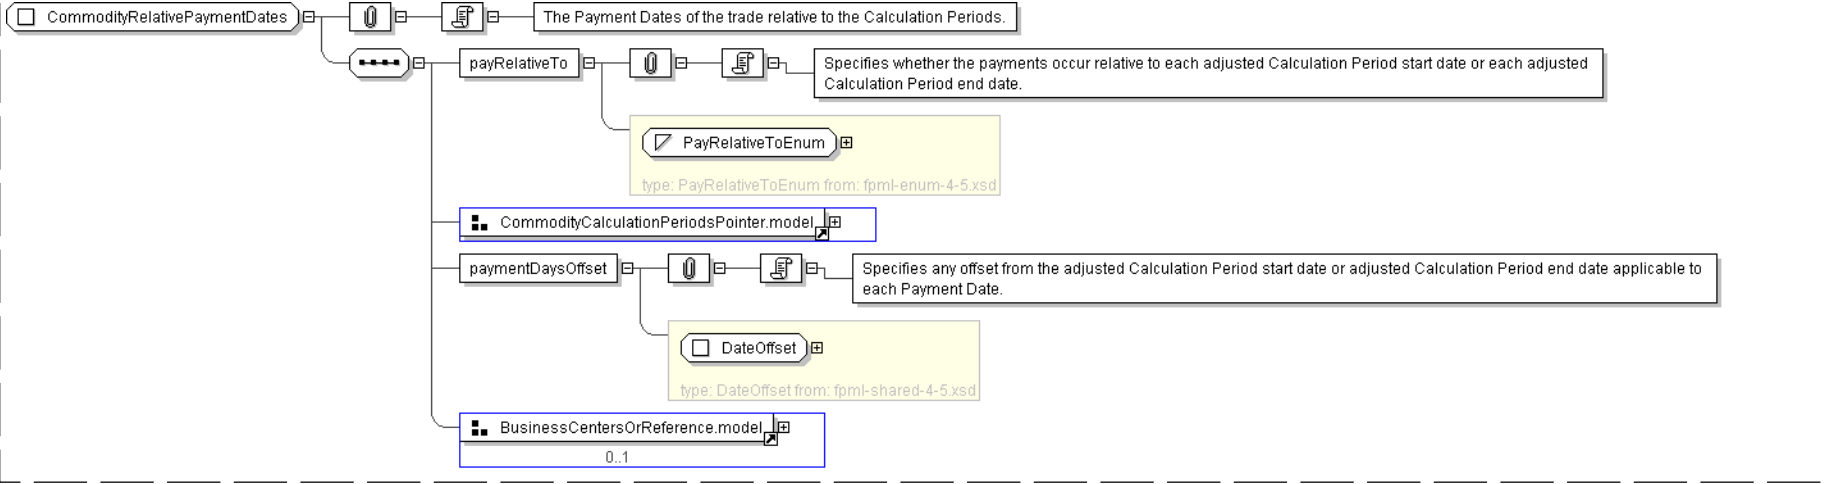 CommodityRelativePaymentDates
The Payment Dates of the trade relative to the Calculation Periods.
payRelativeTo
Specifies whether the payments occur relative to each adjusted Calculation Period start date or each adjusted
Calculation Period end date.
PayRelativeToEnum
type: PayRelativeToEnum from: fpml-enum-4-5.xsd
CommodityCalculationPeriodsPointer.model
paymentDaysOffset
Specifies any offset from the adjusted Calculation Period start date or adjusted Calculation Period end date applicable to
each Payment Date.
DateOffset
type: DateOffset from: fpml-shared-4-5.xsd
BusinessCentersOrReference.model
0..1